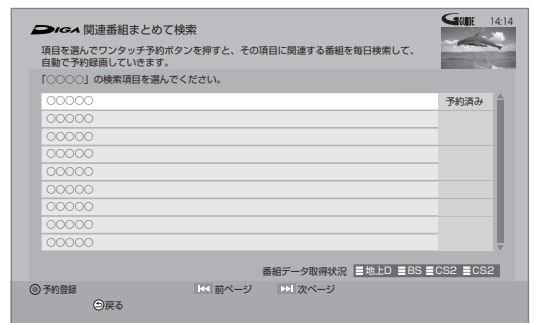 DIGA 関連番組まとめて検索
G GUIDE 14:14
項目を選んでワンタッチ予約ボタンを押すと、その項目に関連する番組を毎日検索して、
自動で予約録画していきます。
「○○○○」の検索項目を選んでください。
○○○○○ 予約済み
○○○○○
○○○○○
○○○○○
○○○○○
○○○○○
○○○○○
○○○○○
○○○○○
番組データ取得状況 地上D BS CS2 CS2
予約登録 前ページ 次ページ
戻る